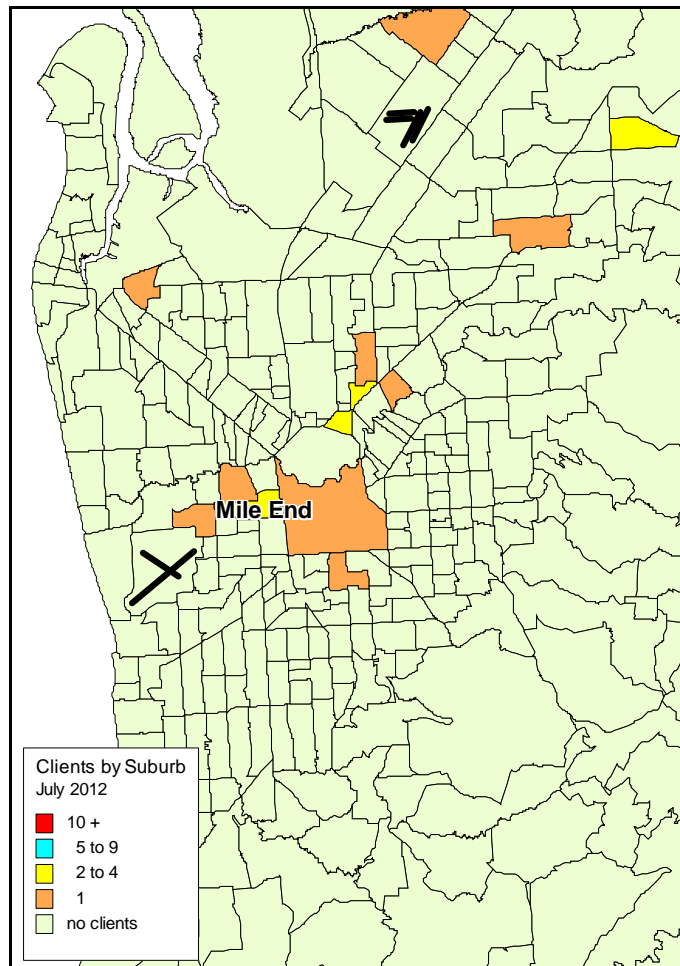 Mile End
Clients by Suburb
July 2012
10 +
5 to 9
2 to 4
1
no clients